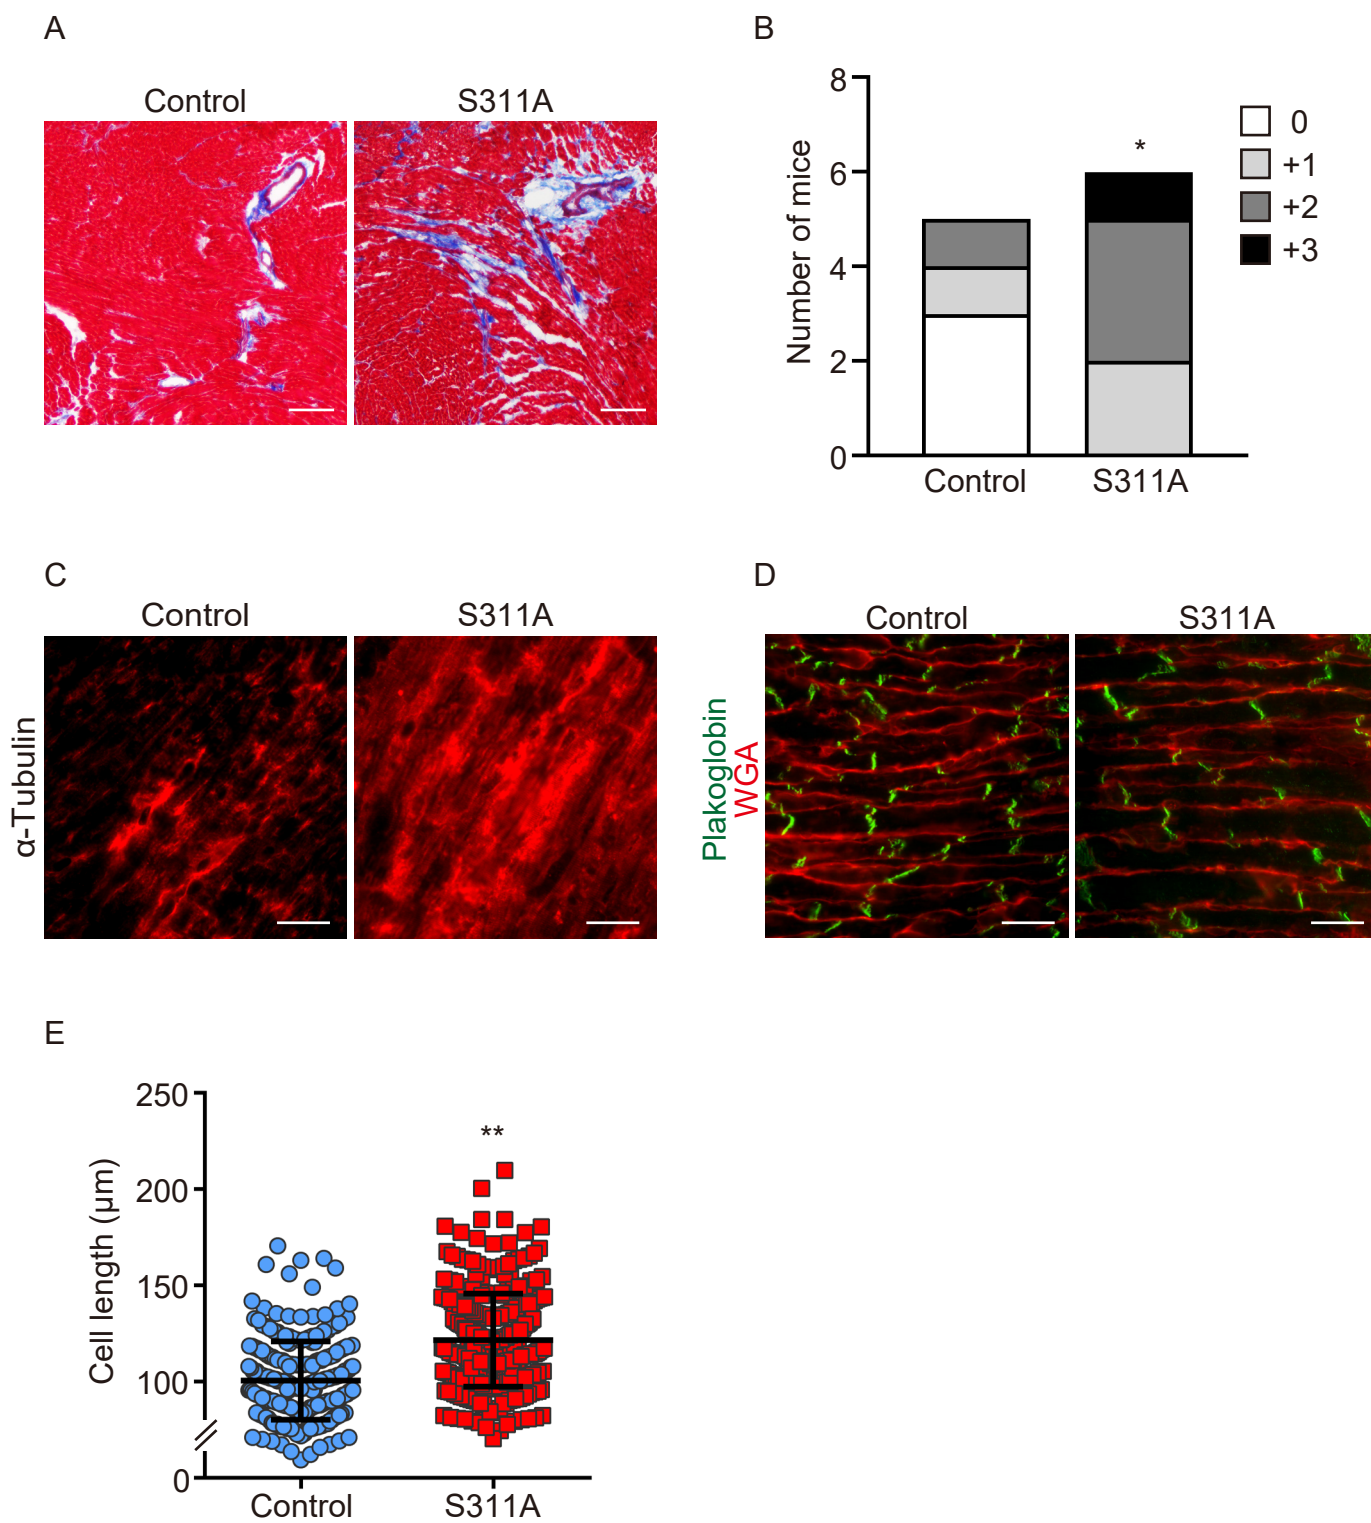 A
Control
S311A
B
8
6
4
2
0
Number of mice
*
0
+1
+2
+3
Control
S311A
C
Control
S311A
α-Tubulin
D
Control
S311A
Plakoglobin
WGA
E
250
200
150
100
0
Cell length (μm)
**
Control
S311A